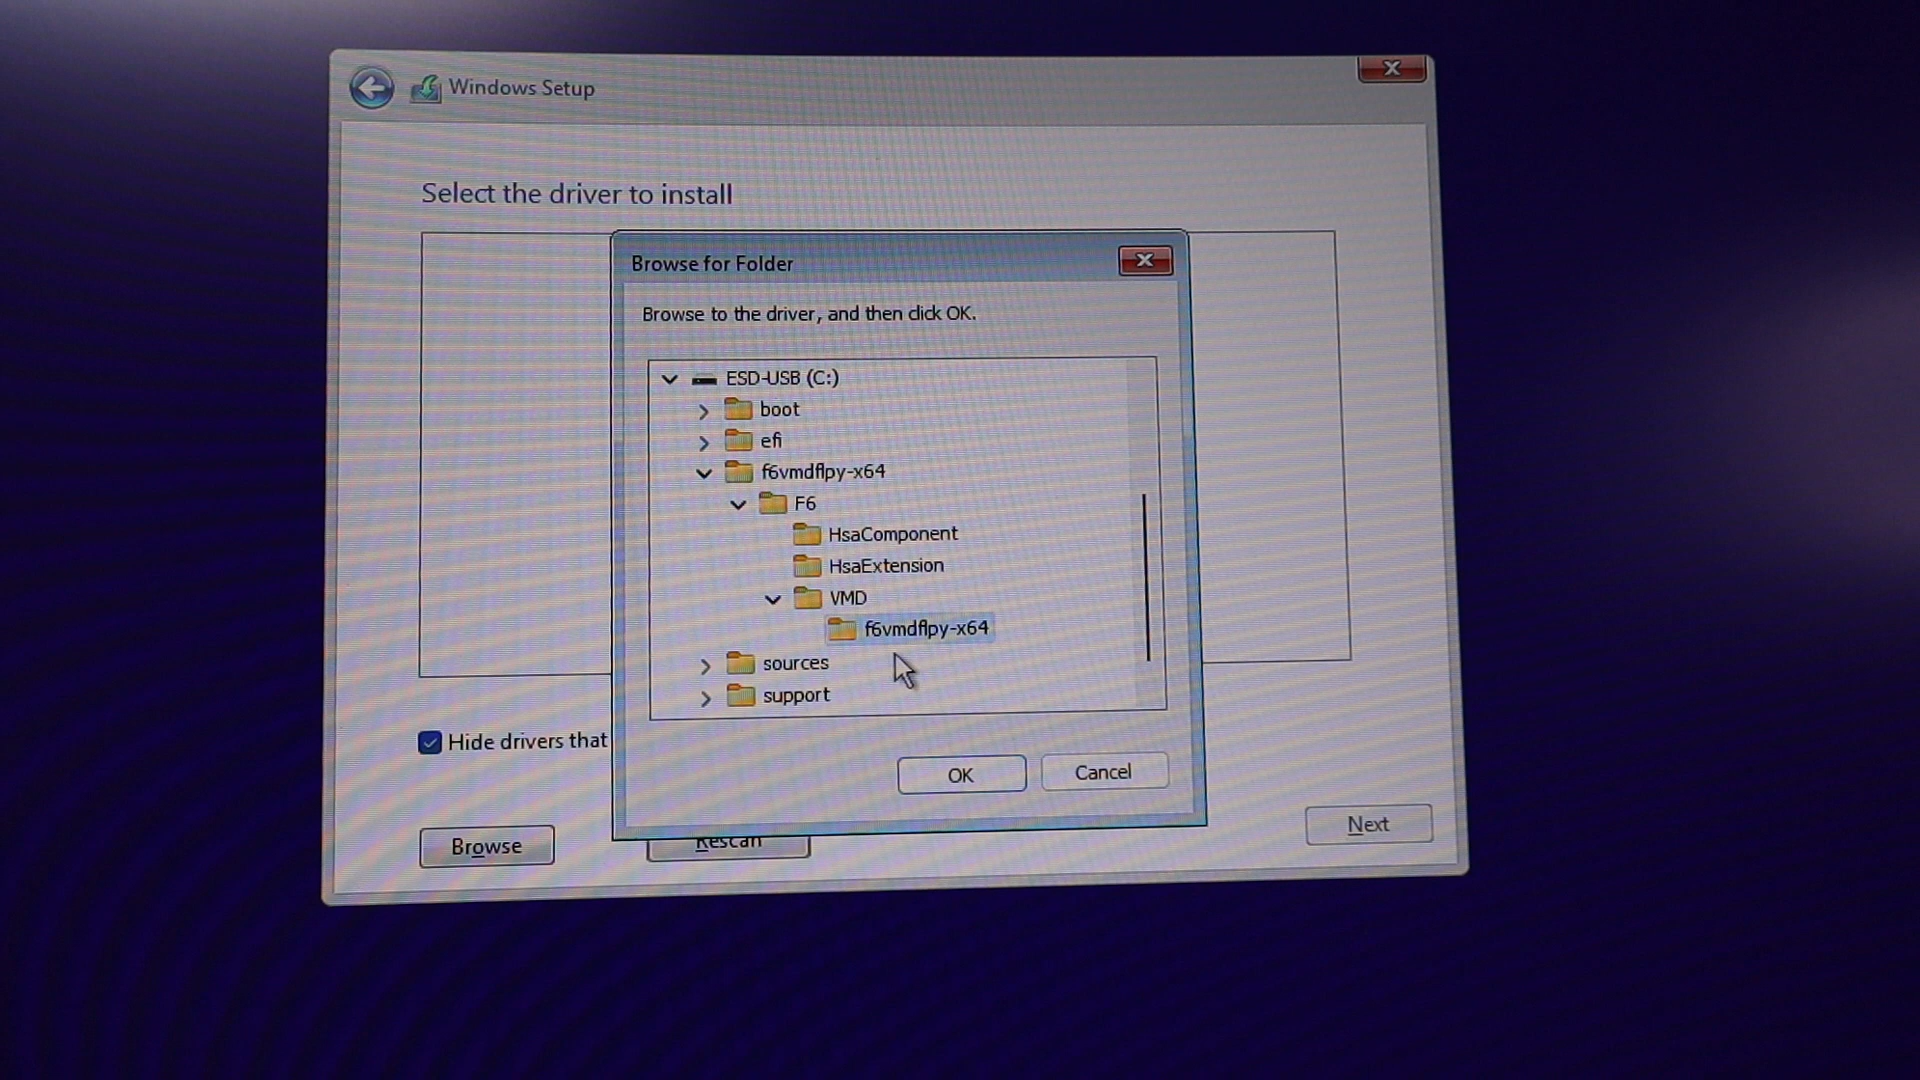 Windows Setup
Select the driver to install
Browse for Folder
Browse to the driver, and then click OK.
ESD-USB (C:)
boot
efi
f6vmdflpy-x64
F6
HsaComponent
HsaExtension
VMD
f6vmdflpy-x64
sources
support
Hide drivers that
OK
Cancel
Browse
Rescan
Next